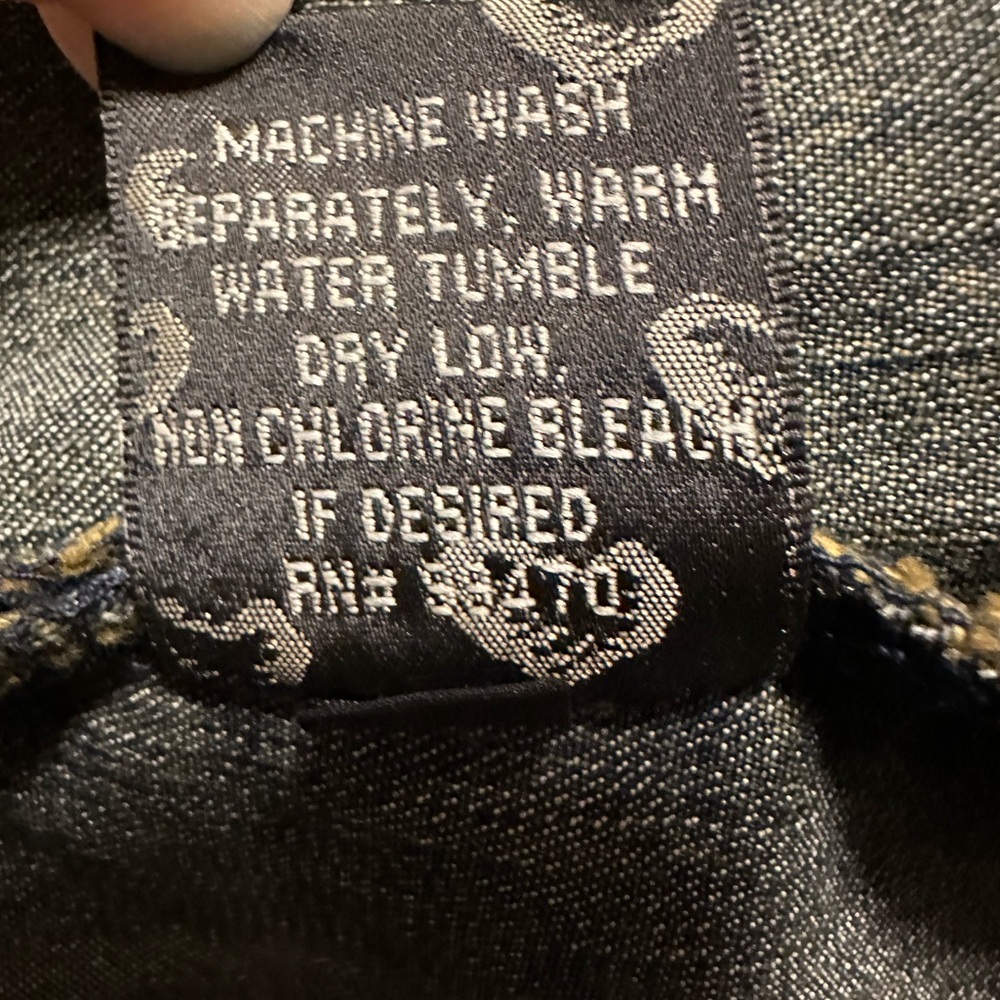 MACHINE WASH
SEPARATELY, WARM
WATER TUMBLE
DRY LOW.
NON CHLORINE BLEACH
IF DESIRED
RN#